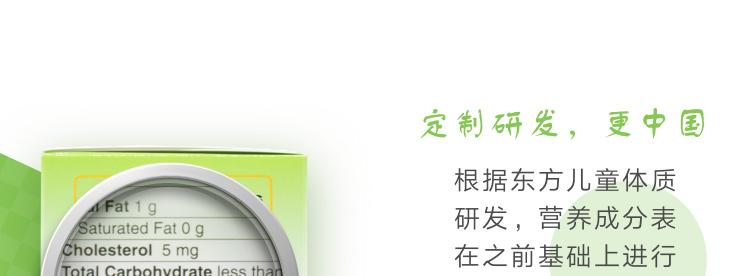 定制研发，更中国
根据东方儿童体质
研发，营养成分表
在之前基础上进行
Fat 1 g
Saturated Fat 0 g
Cholesterol 5 mg
Total Carbohydrate less than